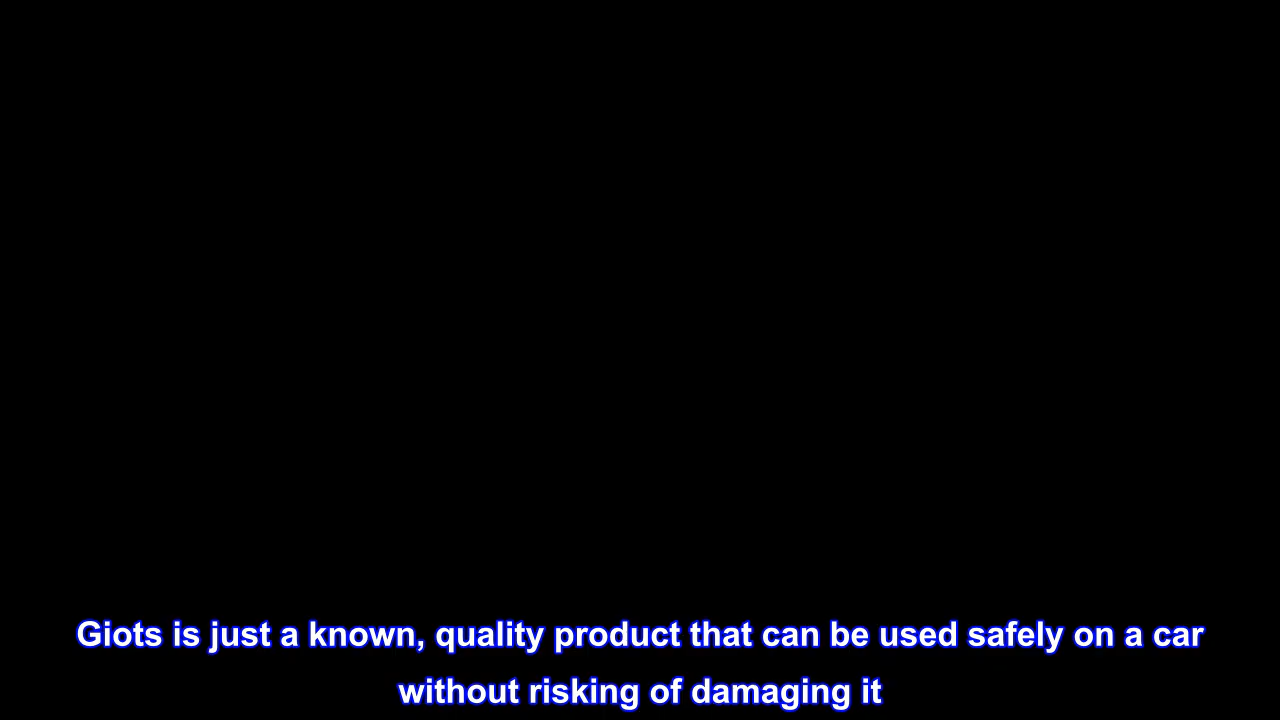 Giots is just a known, quality product that can be used safely on a car
without risking of damaging it